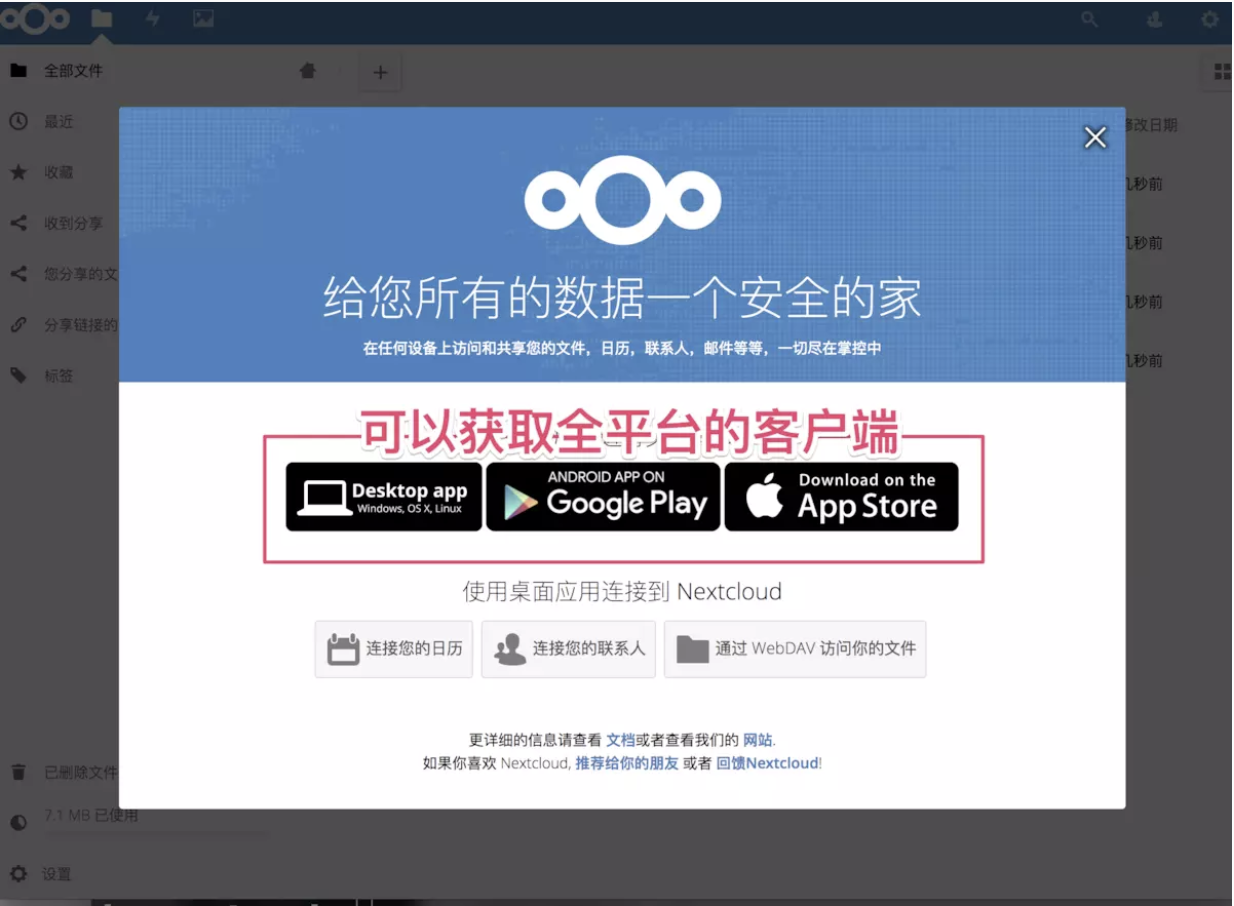 全部文件
最近
收藏
收到分享
您分享的文
分享链接的
标签
修改日期
几秒前
几秒前
几秒前
几秒前
给您所有的数据一个安全的家
在任何设备上访问和共享您的文件，日历，联系人，邮件等等，一切尽在掌控中
可以获取全平台的客户端
Desktop app
Windows, OS X, Linux
ANDROID APP ON
Google Play
Download on the
App Store
使用桌面应用连接到 Nextcloud
连接您的日历
连接您的联系人
通过 WebDAV 访问你的文件
更详细的信息请查看 文档或者查看我们的 网站.
如果你喜欢 Nextcloud, 推荐给你的朋友 或者 回馈Nextcloud!
已删除文件
7.1 MB 已使用
设置